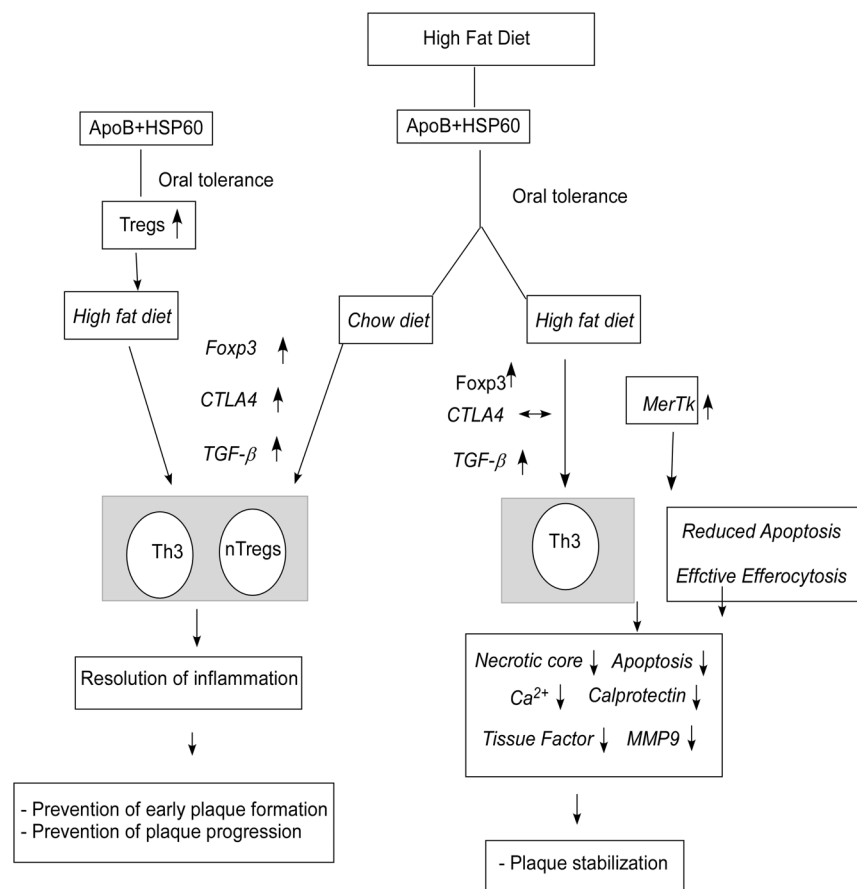 High Fat Diet
ApoB+HSP60
ApoB+HSP60
Oral tolerance
Oral tolerance
Tregs
High fat diet
Chow diet
High fat diet
Foxp3
CTLA4
TGF-β
Foxp3
CTLA4
TGF-β
MerTk
Th3
nTregs
Th3
Reduced Apoptosis
Effctive Efferocytosis
Resolution of inflammation
Necrotic core Apoptosis
Ca²⁺ Calprotectin
Tissue Factor MMP9
- Prevention of early plaque formation
- Prevention of plaque progression
- Plaque stabilization